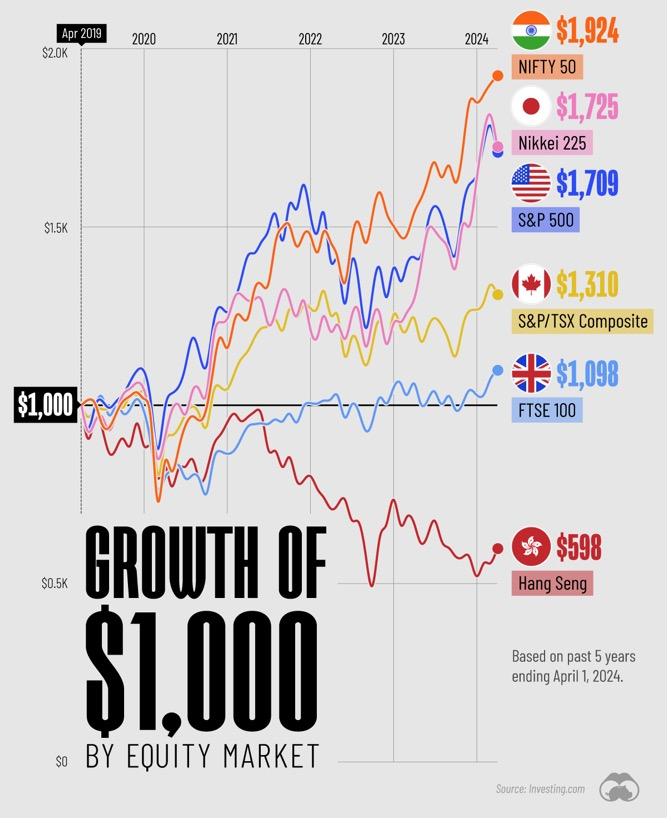 Apr 2019
2020
2021
2022
2023
2024
$2.0K
$1.5K
$1,000
$0.5K
$0
$1,924
NIFTY 50
$1,725
Nikkei 225
$1,709
S&P 500
$1,310
S&P/TSX Composite
$1,098
FTSE 100
$598
Hang Seng
GROWTH OF
$1,000
BY EQUITY MARKET
Based on past 5 years
ending April 1, 2024.
Source: Investing.com